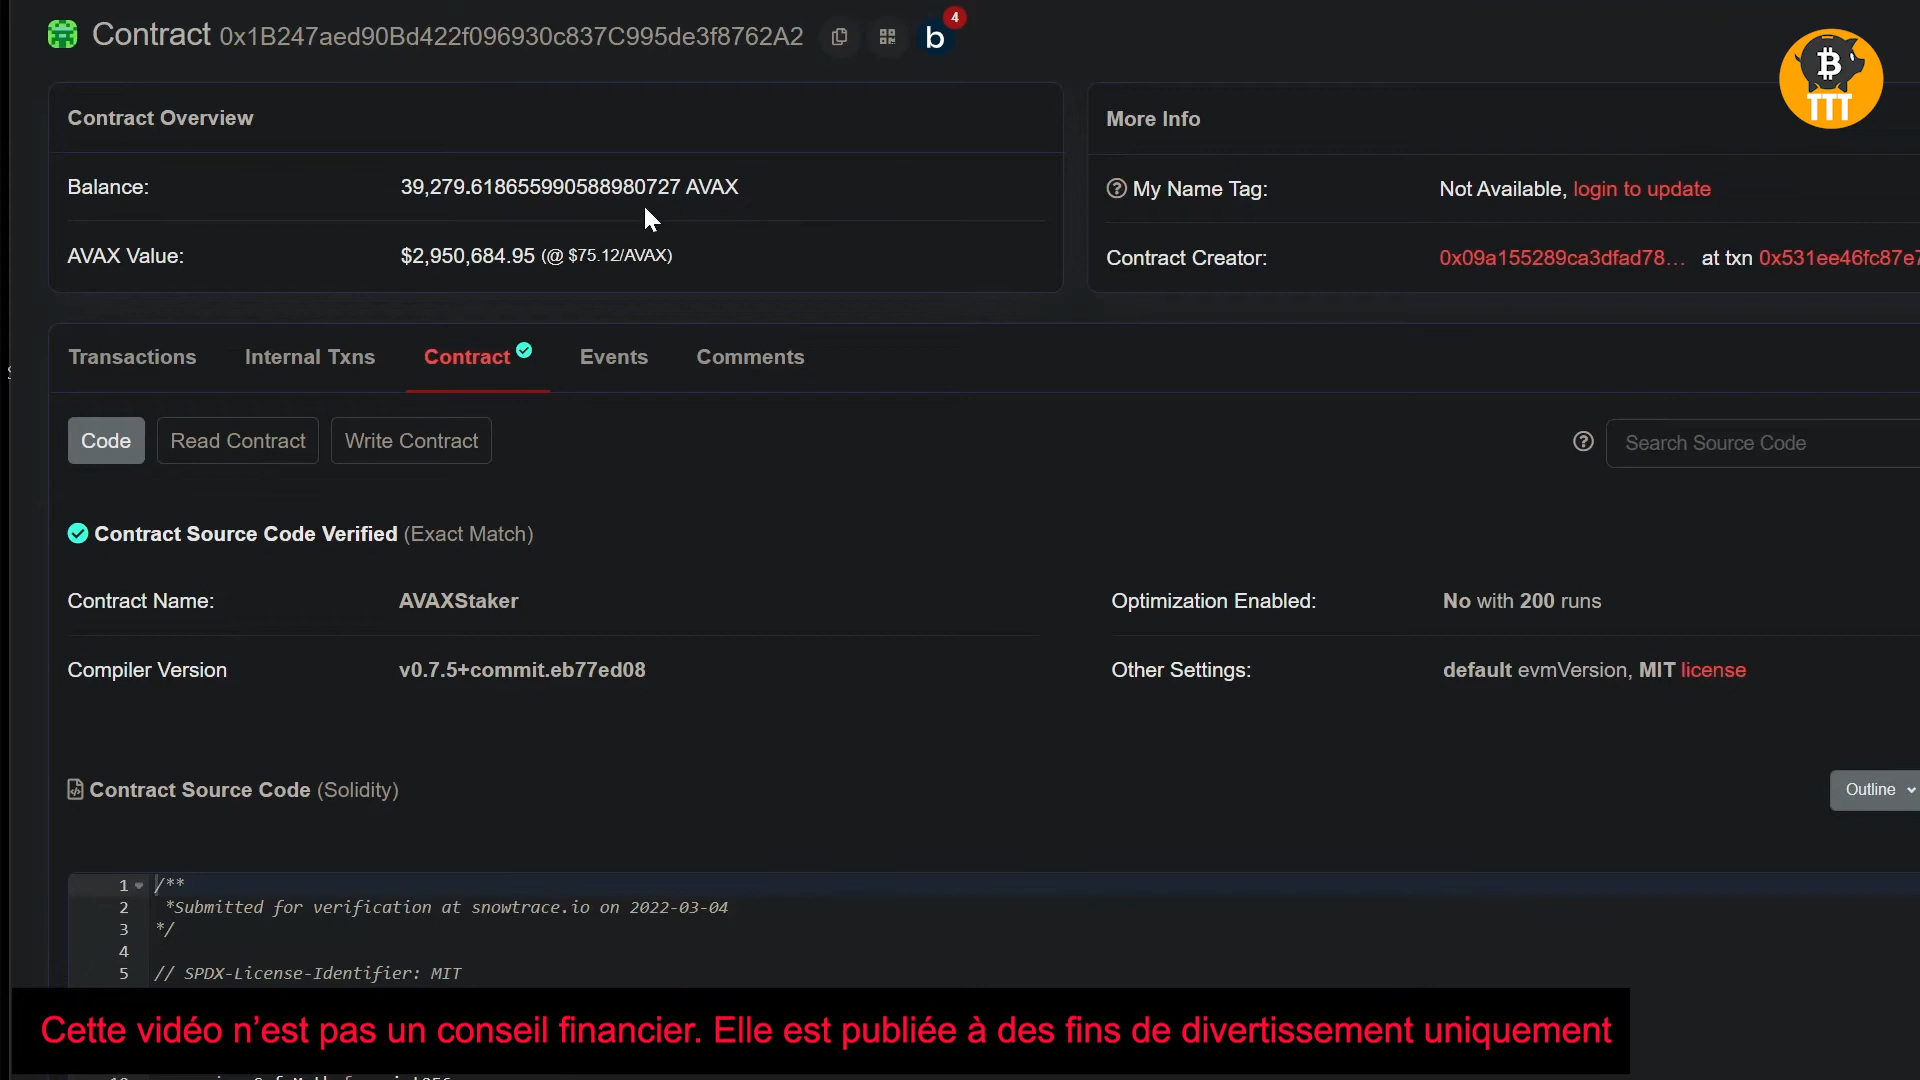 Contract 0x1B247aed90Bd422f096930c837C995de3f8762A2
b 4
TTT
Contract Overview
Balance: 39,279.618655990588980727 AVAX
AVAX Value: $2,950,684.95 (@ $75.12/AVAX)
More Info
My Name Tag: Not Available, login to update
Contract Creator: 0x09a155289ca3dfad78... at txn 0x531ee46fc87e7
Transactions Internal Txns Contract Events Comments
Code Read Contract Write Contract
Search Source Code
Contract Source Code Verified (Exact Match)
Contract Name: AVAXStaker
Optimization Enabled: No with 200 runs
Compiler Version v0.7.5+commit.eb77ed08
Other Settings: default evmVersion, MIT license
Contract Source Code (Solidity)
Outline
1 /**
2 *Submitted for verification at snowtrace.io on 2022-03-04
3 */
4
5 // SPDX-License-Identifier: MIT
Cette vidéo n’est pas un conseil financier. Elle est publiée à des fins de divertissement uniquement